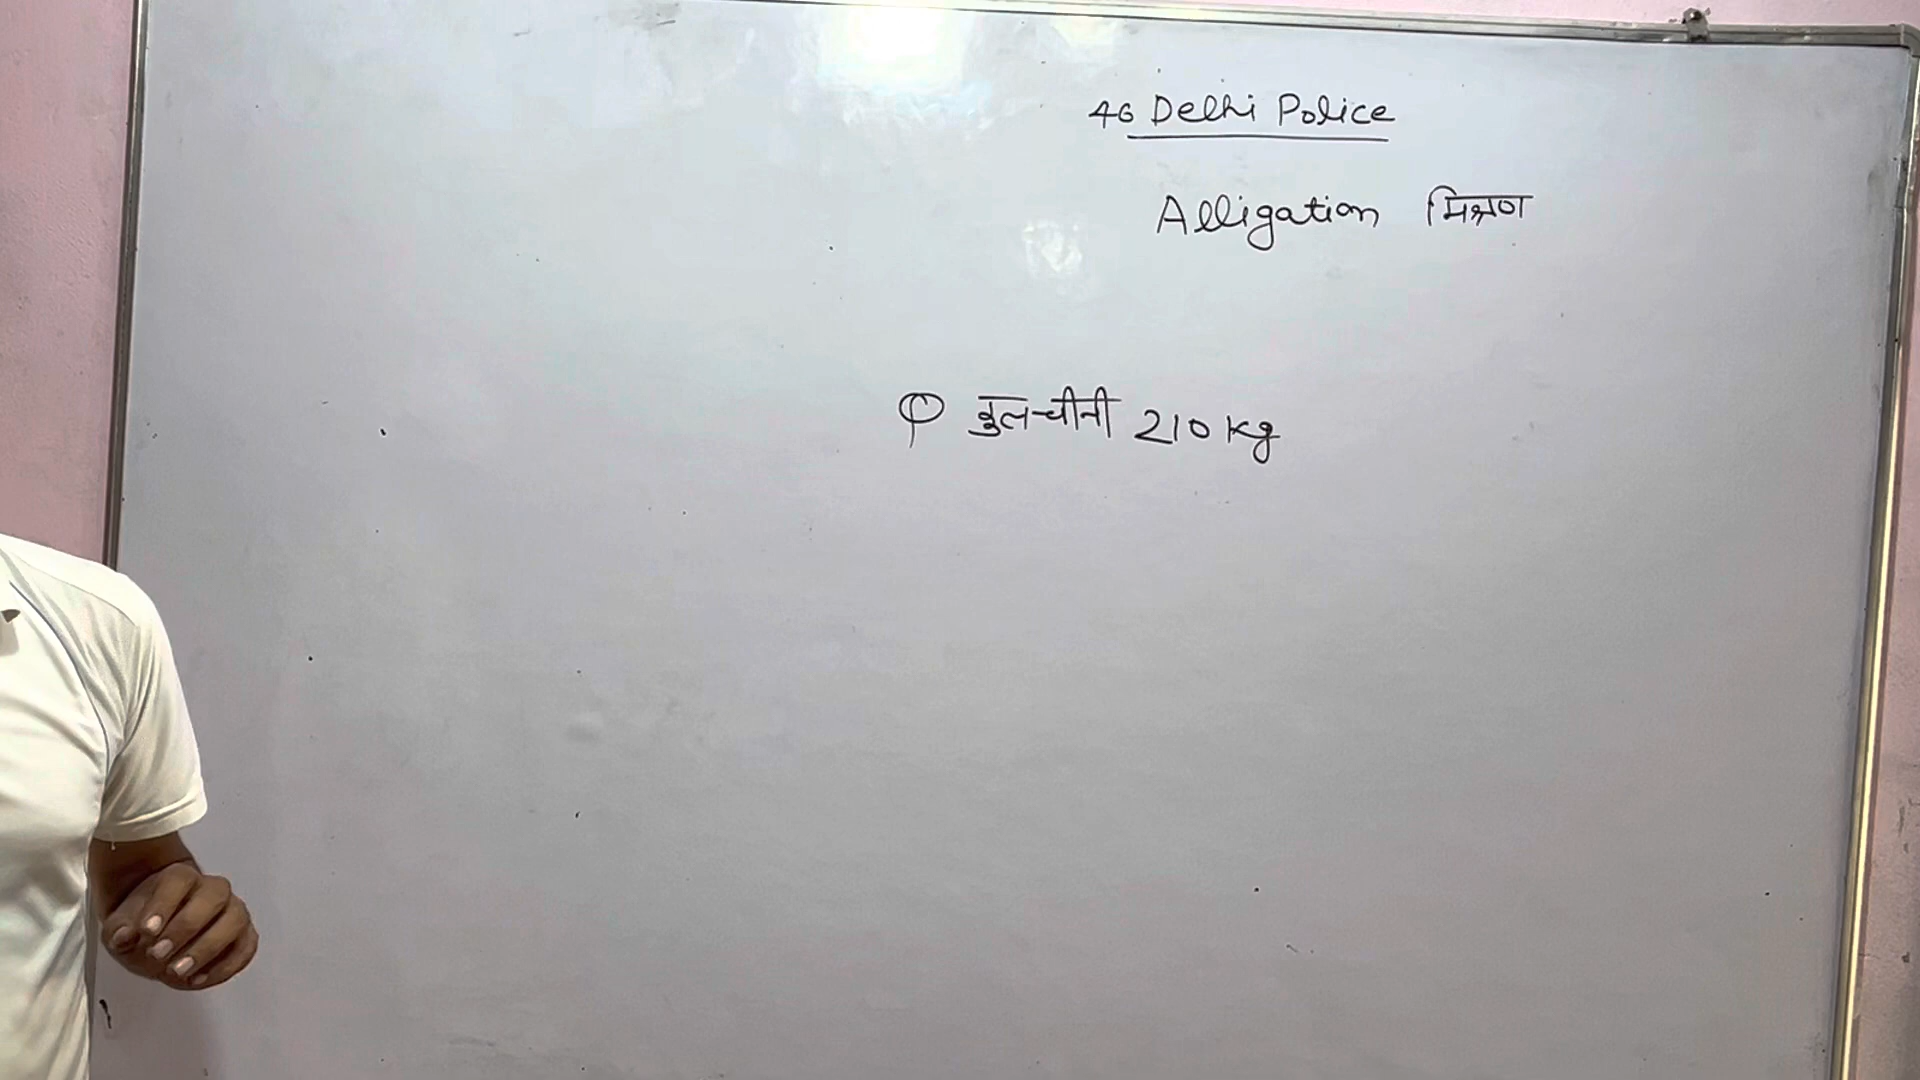 46 Delhi Police
Alligation मिश्रण
Q कुल चीनी 210 kg